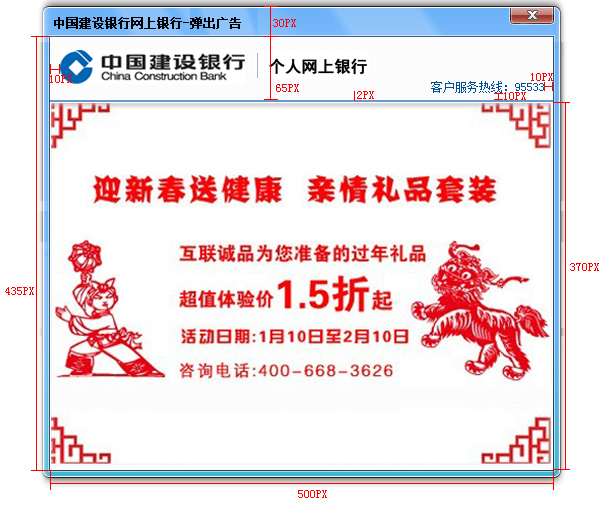 中国建设银行网上银行-弹出广告
30PX
中国建设银行
China Construction Bank
个人网上银行
10PX
65PX
2PX
客户服务热线：95533
10PX
10PX
迎新春送健康 亲情礼品套装
互联诚品为您准备的过年礼品
超值体验价1.5折起
活动日期:1月10日至2月10日
咨询电话:400-668-3626
435PX
370PX
500PX